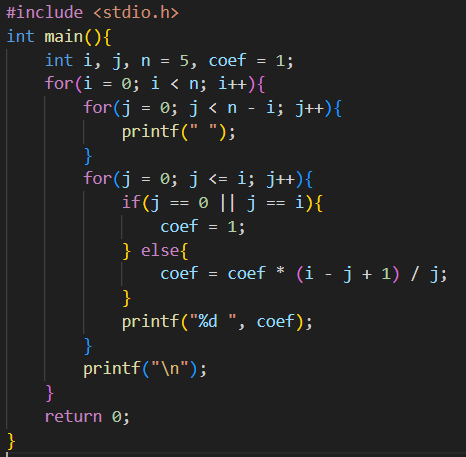 #include <stdio.h>
int main(){
    int i, j, n = 5, coef = 1;
    for(i = 0; i < n; i++){
        for(j = 0; j < n - i; j++){
            printf(" ");
        }
        for(j = 0; j <= i; j++){
            if(j == 0 || j == i){
                coef = 1;
            } else{
                coef = coef * (i - j + 1) / j;
            }
            printf("%d ", coef);
        }
        printf("\n");
    }
    return 0;
}